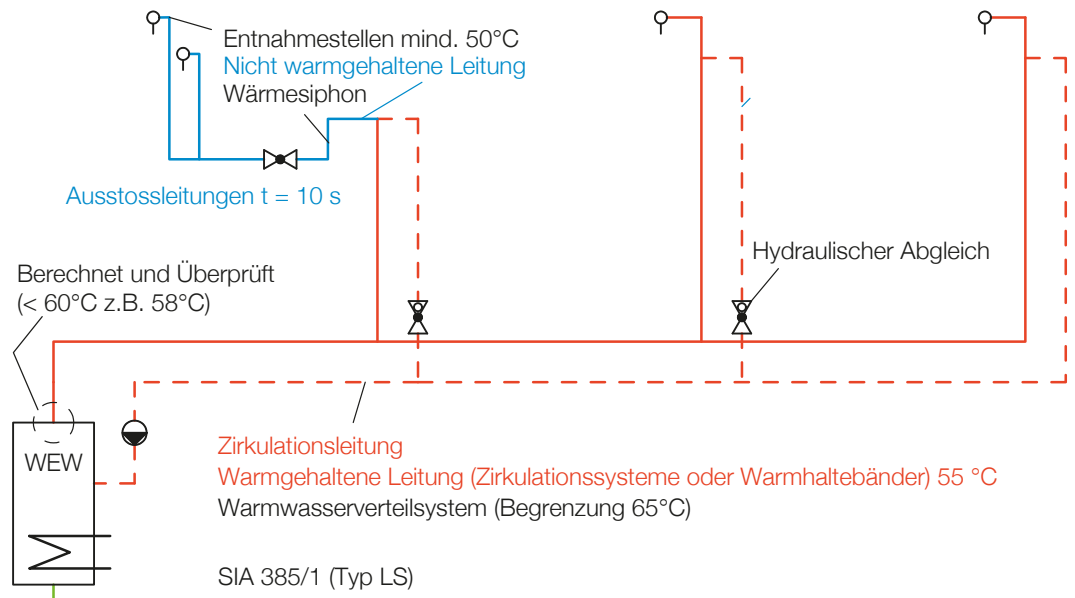 Entnahmestellen mind. 50°C
Nicht warmgehaltene Leitung
Wärmesiphon
Ausstossleitungen t = 10 s
Hydraulischer Abgleich
Berechnet und Überprüft
(< 60°C z.B. 58°C)
WEW
Zirkulationsleitung
Warmgehaltene Leitung (Zirkulationssysteme oder Warmhaltebänder) 55 °C
Warmwasserverteilsystem (Begrenzung 65°C)
SIA 385/1 (Typ LS)